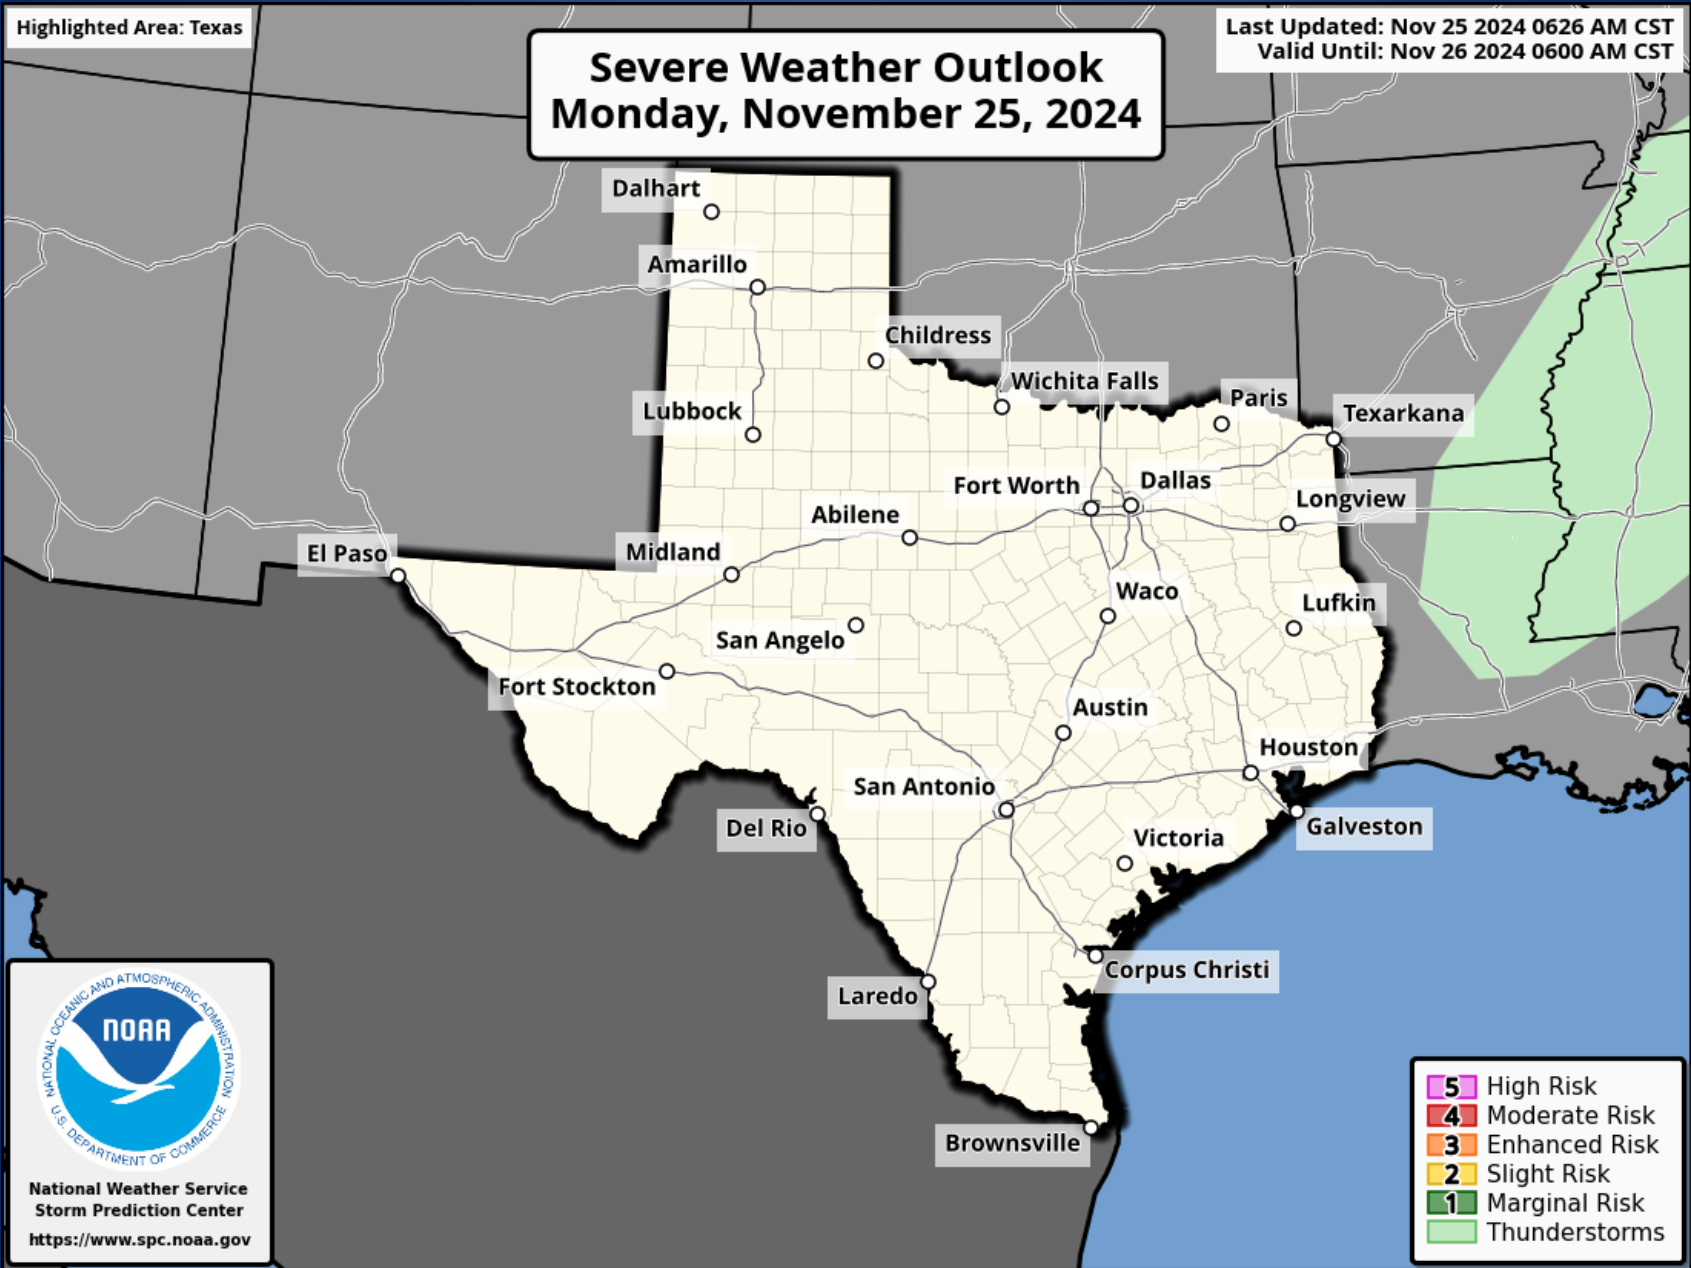 Highlighted Area: Texas
Severe Weather Outlook
Monday, November 25, 2024
Last Updated: Nov 25 2024 0626 AM CST
Valid Until: Nov 26 2024 0600 AM CST
Dalhart
Amarillo
Childress
Wichita Falls
Paris
Texarkana
Lubbock
Fort Worth
Dallas
Longview
Abilene
El Paso
Midland
Waco
Lufkin
San Angelo
Fort Stockton
Austin
Houston
San Antonio
Del Rio
Galveston
Victoria
Corpus Christi
Laredo
Brownsville
NATIONAL OCEANIC AND ATMOSPHERIC ADMINISTRATION
NOAA
U.S. DEPARTMENT OF COMMERCE
National Weather Service
Storm Prediction Center
https://www.spc.noaa.gov
5 High Risk
4 Moderate Risk
3 Enhanced Risk
2 Slight Risk
1 Marginal Risk
Thunderstorms